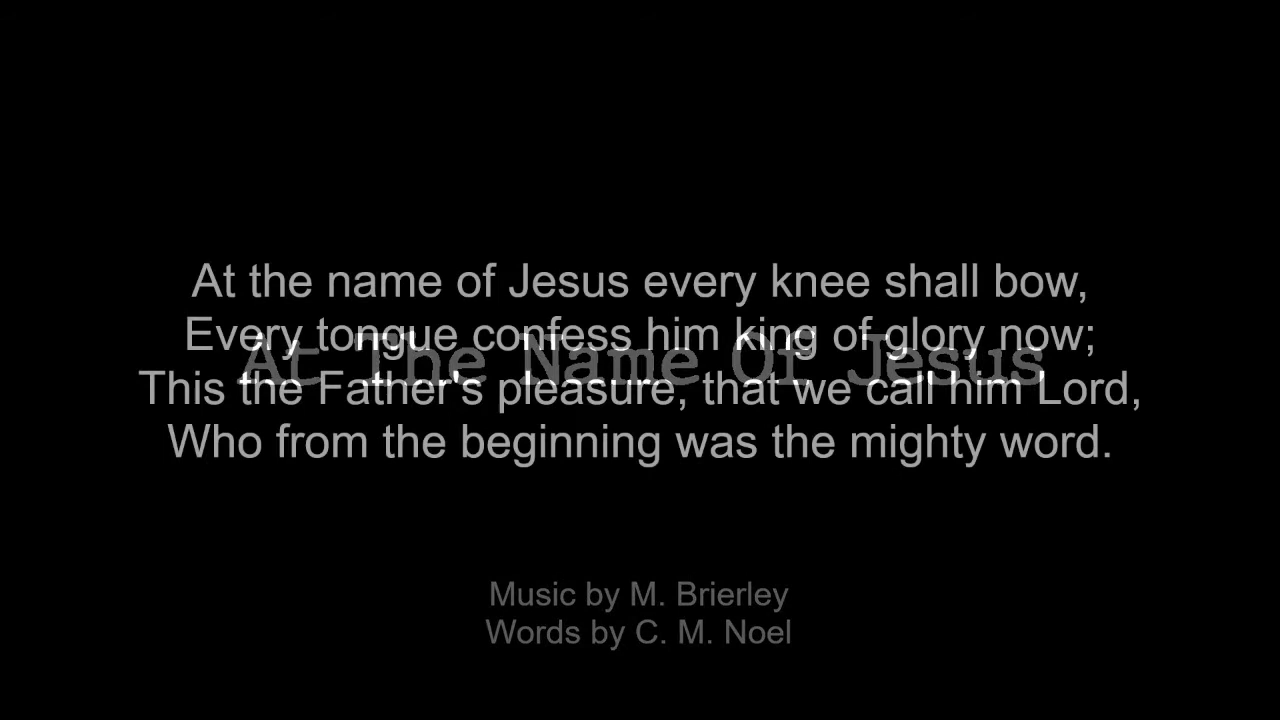 At the name of Jesus every knee shall bow,
Every tongue confess him king of glory now;
At The Name Of Jesus
This the Father's pleasure, that we call him Lord,
Who from the beginning was the mighty word.
Music by M. Brierley
Words by C. M. Noel